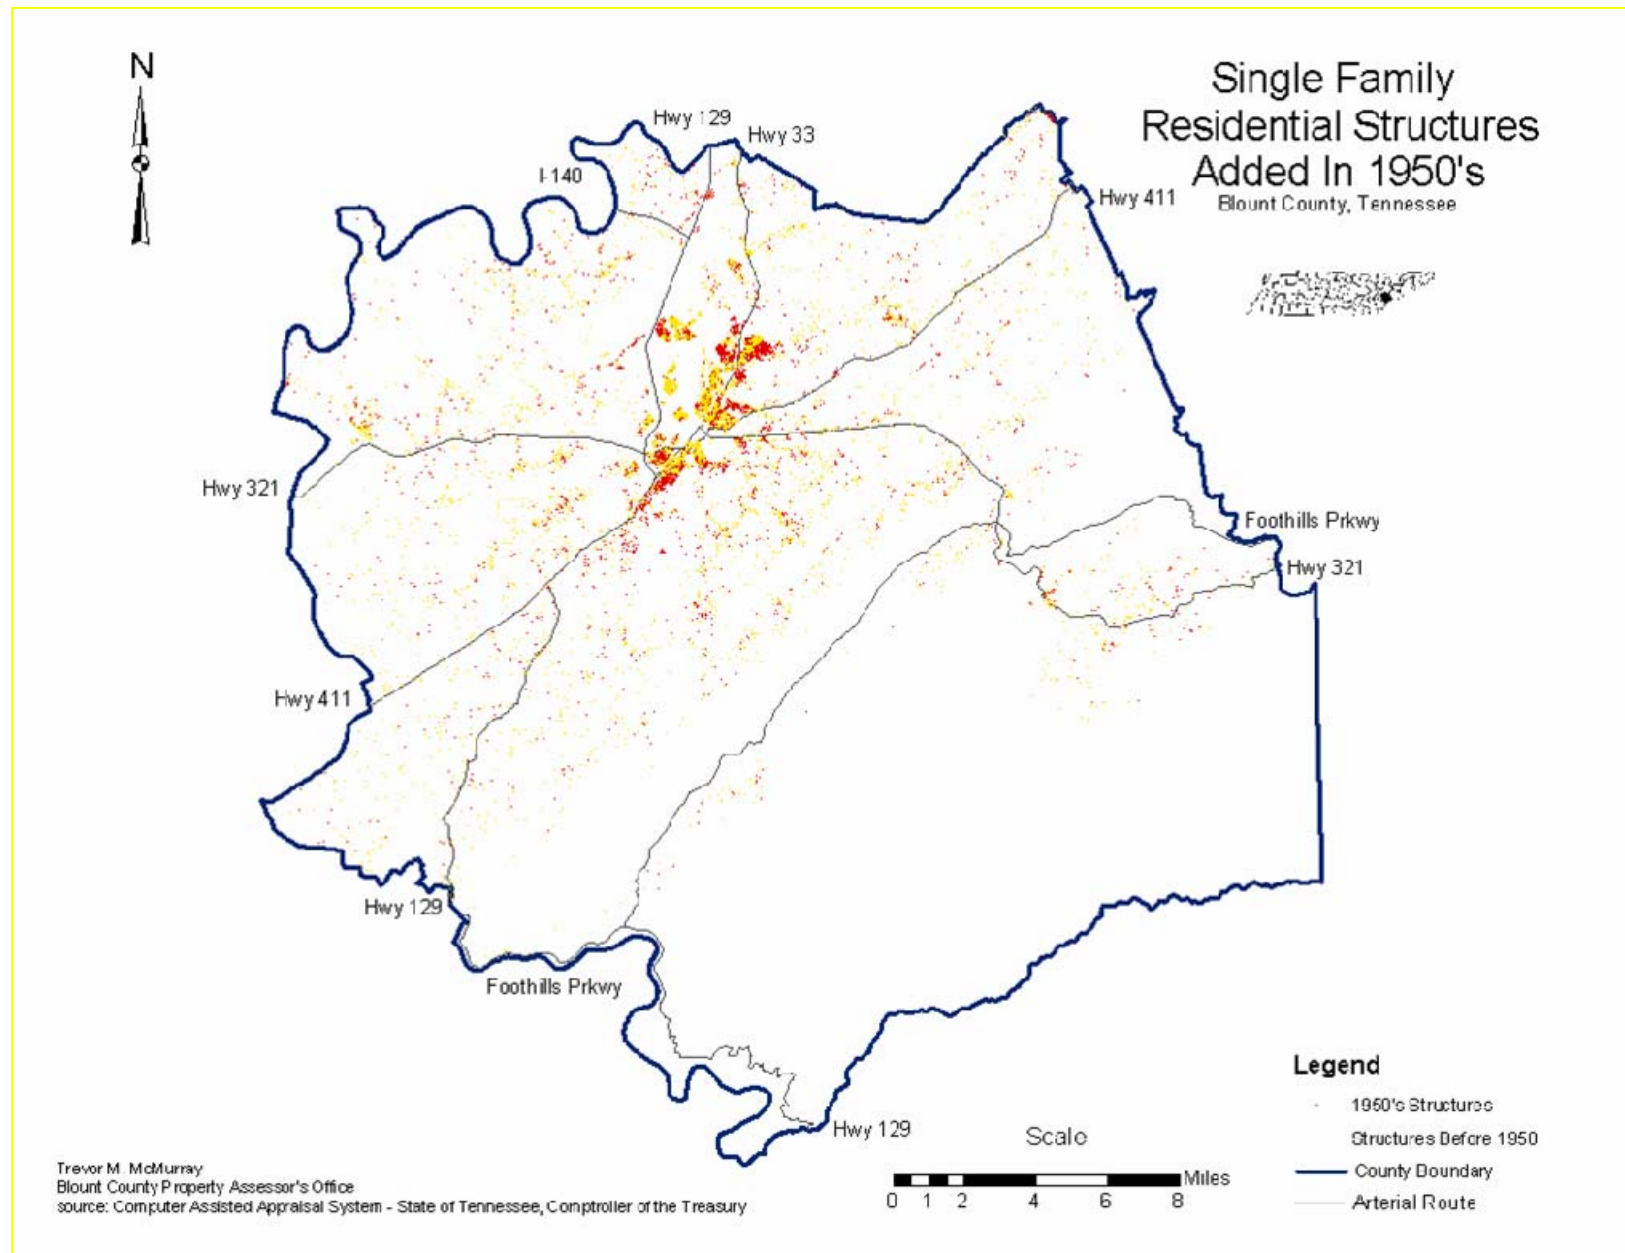 N
Single Family
Residential Structures
Added In 1950's
Blount County, Tennessee
Hwy 129
Hwy 33
I-140
Hwy 411
Hwy 321
Foothills Prkwy
Hwy 321
Hwy 411
Hwy 129
Foothills Prkwy
Hwy 129
Legend
1950's Structures
Structures Before 1950
County Boundary
Arterial Route
Scale
Miles
0 1 2 4 6 8
Trevor M. McMurray
Blount County Property Assessor's Office
source: Computer Assisted Appraisal System - State of Tennessee, Comptroller of the Treasury